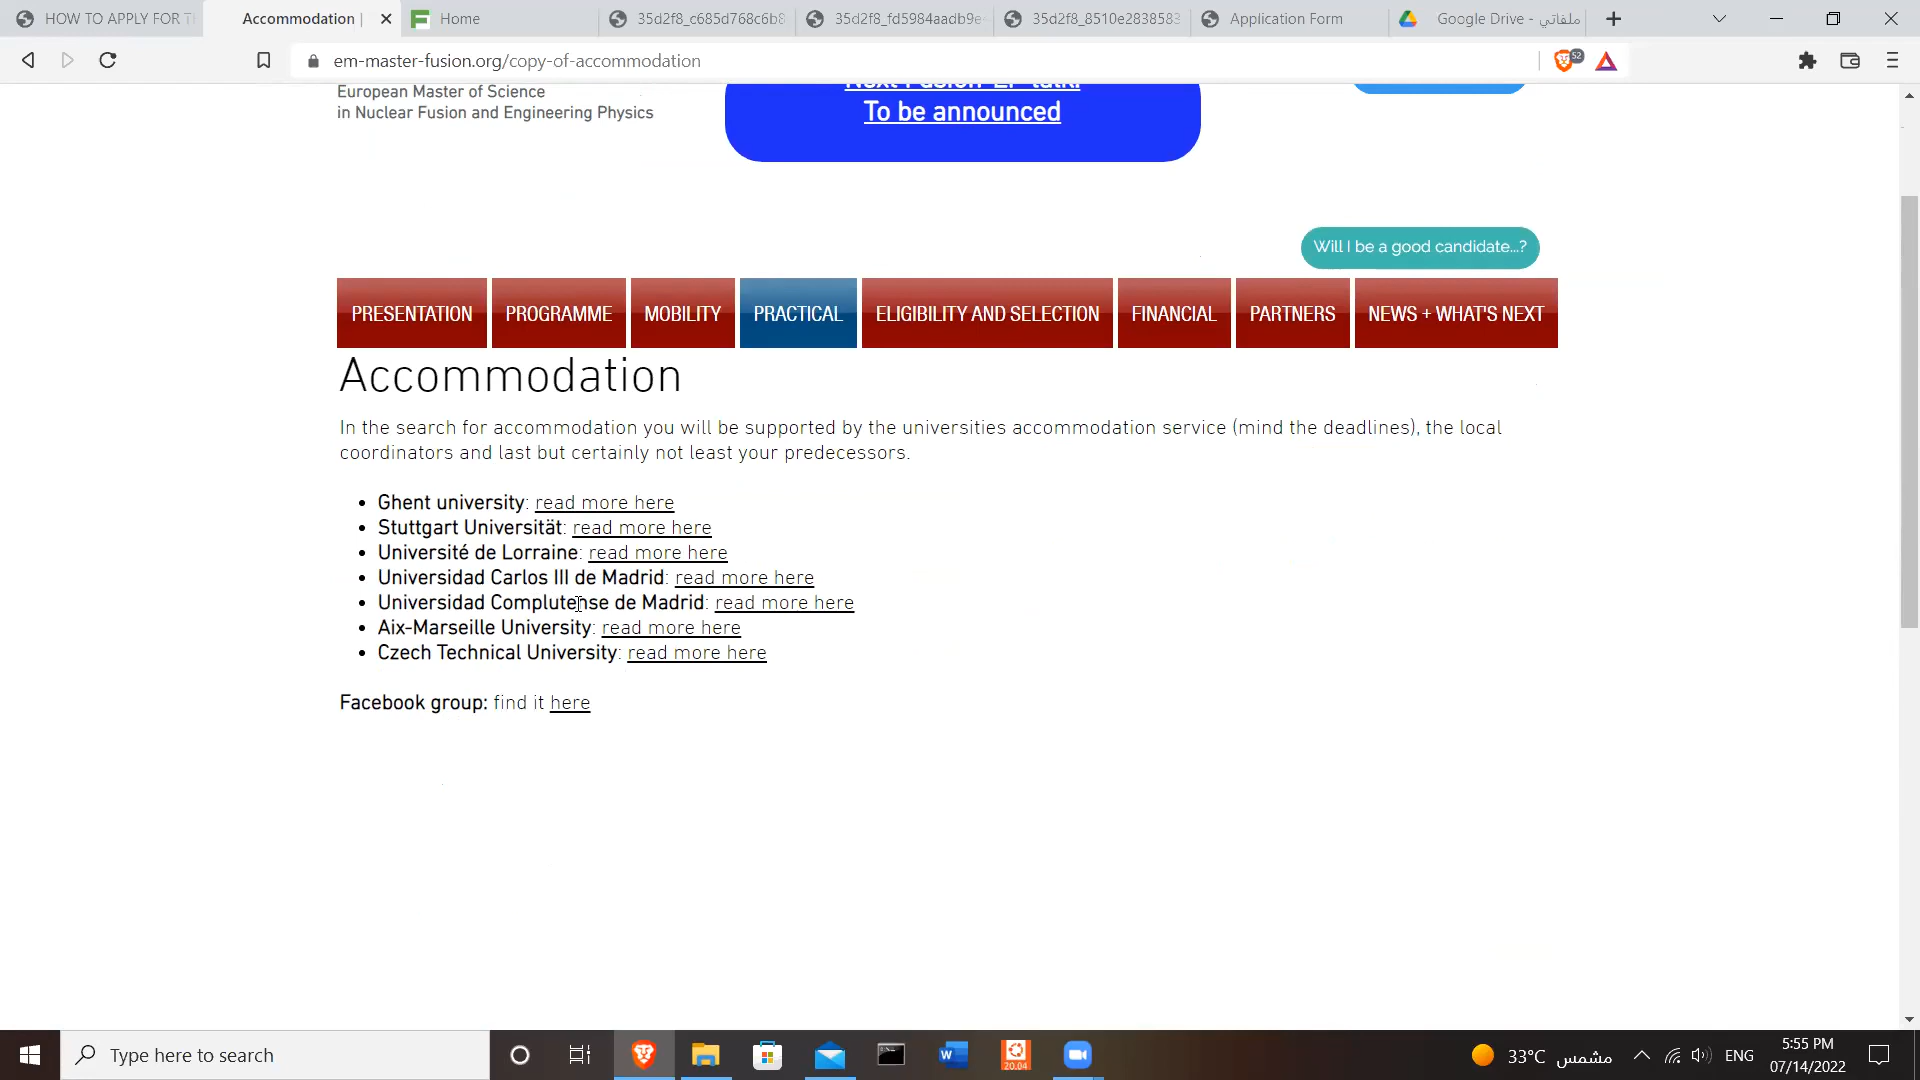 HOW TO APPLY FOR T
Accommodation |
Home
35d2f8_c685d768c6b8
35d2f8_fd5984aadb9e
35d2f8_8510e2838583
Application Form
ملفاتي - Google Drive
em-master-fusion.org/copy-of-accommodation
52
European Master of Science
in Nuclear Fusion and Engineering Physics
To be announced
Will I be a good candidate...?
PRESENTATION
PROGRAMME
MOBILITY
PRACTICAL
ELIGIBILITY AND SELECTION
FINANCIAL
PARTNERS
NEWS + WHAT'S NEXT
Accommodation
In the search for accommodation you will be supported by the universities accommodation service (mind the deadlines), the local
coordinators and last but certainly not least your predecessors.
• Ghent university: read more here
• Stuttgart Universität: read more here
• Université de Lorraine: read more here
• Universidad Carlos III de Madrid: read more here
• Universidad Complutense de Madrid: read more here
• Aix-Marseille University: read more here
• Czech Technical University: read more here
Facebook group: find it here
Type here to search
W
20.04
33°C مشمس
ENG
5:55 PM
07/14/2022